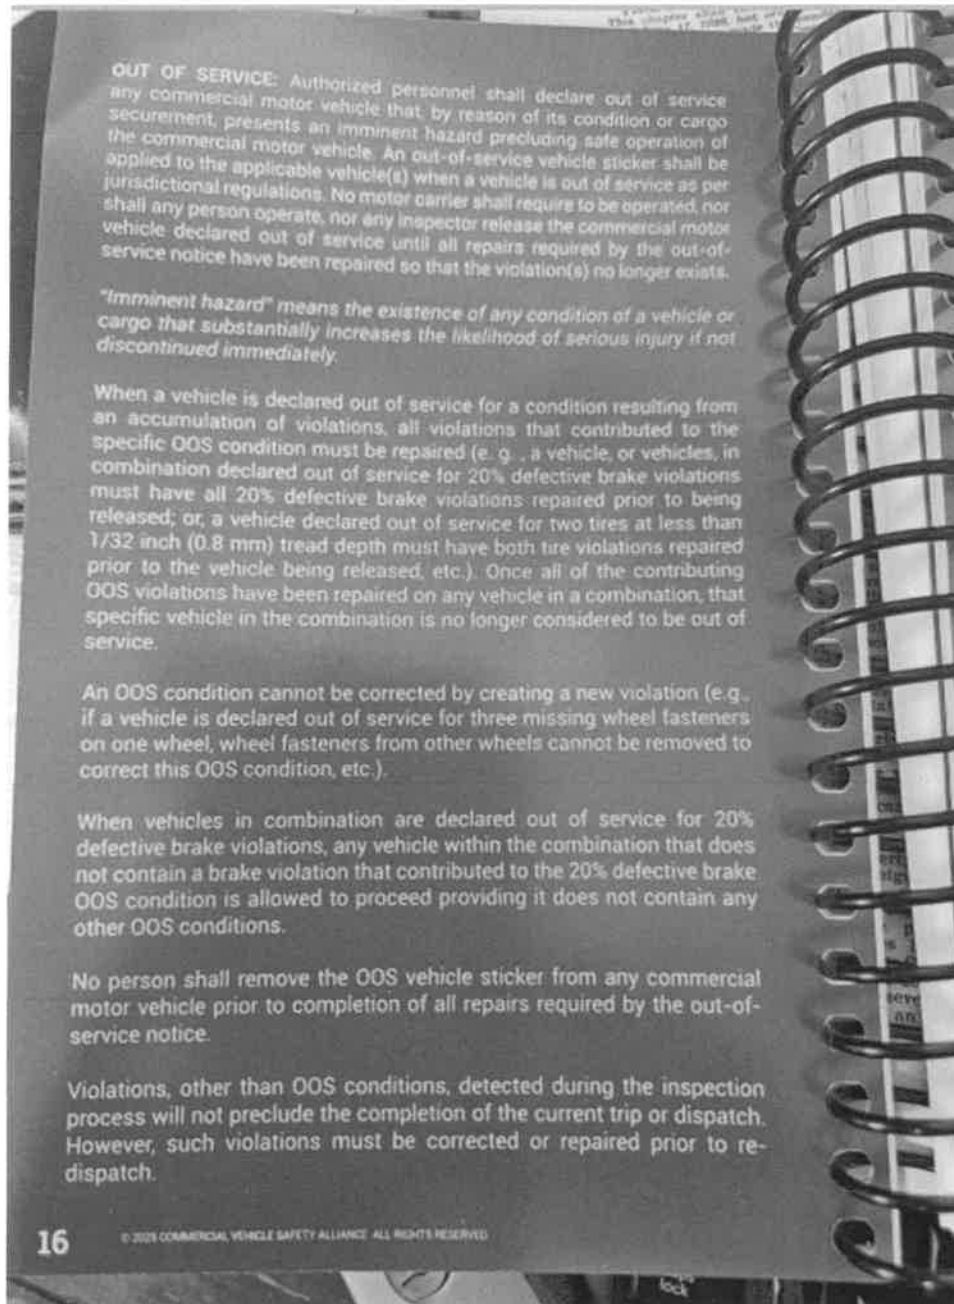 OUT OF SERVICE: Authorized personnel shall declare out of service
any commercial motor vehicle that, by reason of its condition or cargo
securement, presents an imminent hazard precluding safe operation of
the commercial motor vehicle. An out-of-service vehicle sticker shall be
applied to the applicable vehicle(s) when a vehicle is out of service as per
jurisdictional regulations. No motor carrier shall require to be operated, nor
shall any person operate, nor any inspector release the commercial motor
vehicle declared out of service until all repairs required by the out-of-
service notice have been repaired so that the violation(s) no longer exists.
"Imminent hazard" means the existence of any condition of a vehicle or
cargo that substantially increases the likelihood of serious injury if not
discontinued immediately.
When a vehicle is declared out of service for a condition resulting from
an accumulation of violations, all violations that contributed to the
specific OOS condition must be repaired (e. g. , a vehicle, or vehicles, in
combination declared out of service for 20% defective brake violations
must have all 20% defective brake violations repaired prior to being
released; or, a vehicle declared out of service for two tires at less than
1/32 inch (0.8 mm) tread depth must have both tire violations repaired
prior to the vehicle being released, etc.). Once all of the contributing
OOS violations have been repaired on any vehicle in a combination, that
specific vehicle in the combination is no longer considered to be out of
service.
An OOS condition cannot be corrected by creating a new violation (e.g.,
if a vehicle is declared out of service for three missing wheel fasteners
on one wheel, wheel fasteners from other wheels cannot be removed to
correct this OOS condition, etc.).
When vehicles in combination are declared out of service for 20%
defective brake violations, any vehicle within the combination that does
not contain a brake violation that contributed to the 20% defective brake
OOS condition is allowed to proceed providing it does not contain any
other OOS conditions.
No person shall remove the OOS vehicle sticker from any commercial
motor vehicle prior to completion of all repairs required by the out-of-
service notice.
Violations, other than OOS conditions, detected during the inspection
process will not preclude the completion of the current trip or dispatch.
However, such violations must be corrected or repaired prior to re-
dispatch.
16
© COMMERCIAL VEHICLE SAFETY ALLIANCE ALL RIGHTS RESERVED
lock